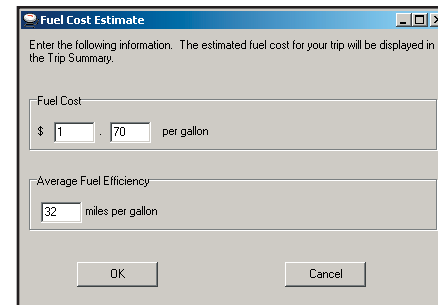 Fuel Cost Estimate
Enter the following information. The estimated fuel cost for your trip will be displayed in
the Trip Summary.
Fuel Cost
$ 1 . 70 per gallon
Average Fuel Efficiency
32 miles per gallon
OK Cancel